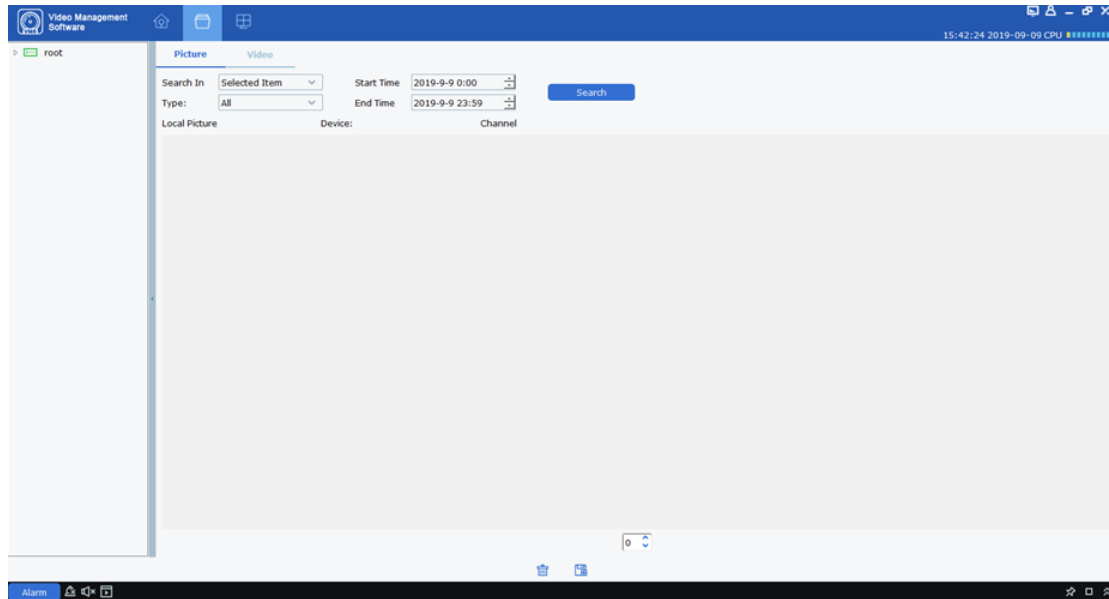 Video Management
Software
15:42:24 2019-09-09 CPU
root
Picture Video
Search In Selected Item Start Time 2019-9-9 0:00
Search
Type: All End Time 2019-9-9 23:59
Local Picture Device: Channel
0
Alarm